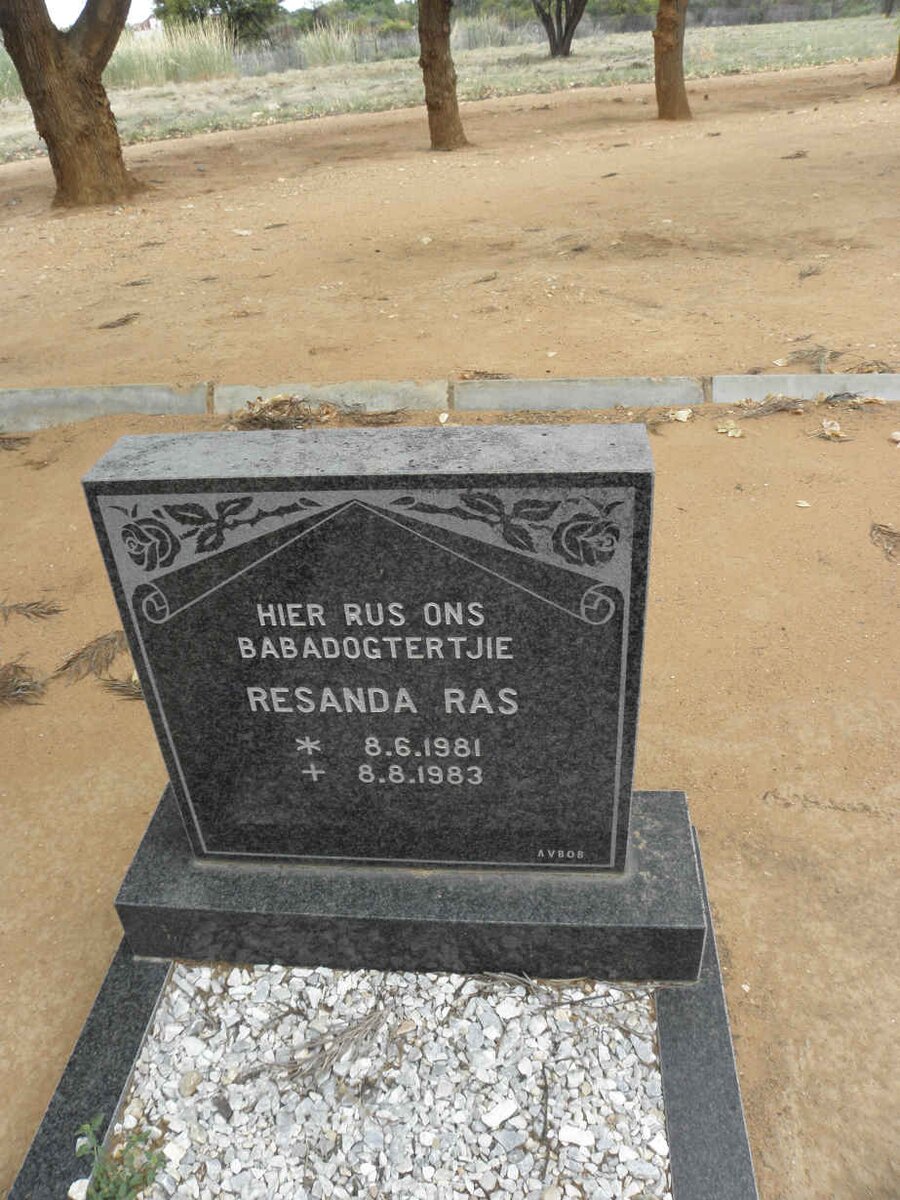 HIER RUS ONS
BABADOGTERTJIE
RESANDA RAS
* 8.6.1981
+ 8.8.1983
AVBOB